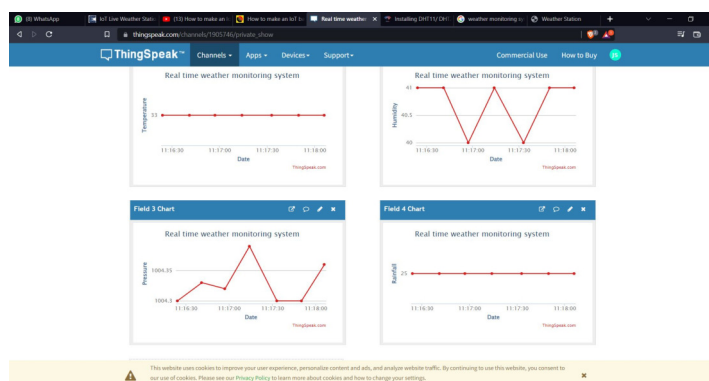 (8) WhatsApp
IoT Live Weather Stati
(13) How to make an I
How to make an IoT b
Real time weather
Installing DHT11/ DHT
weather monitoring sy
Weather Station
thingspeak.com/channels/1905746/private_show
ThingSpeak™
Channels
Apps
Devices
Support
Commercial Use
How to Buy
Real time weather monitoring system
Temperature
33
11:16:30
11:17:00
11:17:30
11:18:00
Date
ThingSpeak.com
Real time weather monitoring system
Humidity
41
40.5
40
11:16:30
11:17:00
11:17:30
11:18:00
Date
ThingSpeak.com
Field 3 Chart
Real time weather monitoring system
Pressure
1004.35
1004.3
11:16:30
11:17:00
11:17:30
11:18:00
Date
ThingSpeak.com
Field 4 Chart
Real time weather monitoring system
Rainfall
25
11:16:30
11:17:00
11:17:30
11:18:00
Date
ThingSpeak.com
This website uses cookies to improve your user experience, personalize content and ads, and analyze website traffic. By continuing to use this website, you consent to
our use of cookies. Please see our Privacy Policy to learn more about cookies and how to change your settings.